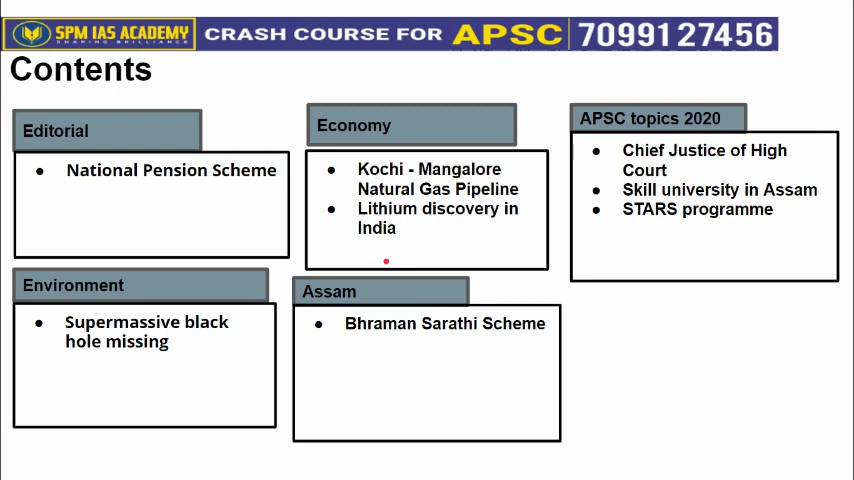 SPM IAS ACADEMY
SHAPING BRILLIANCE
CRASH COURSE FOR APSC 7099127456
Contents
Editorial
● National Pension Scheme
Economy
● Kochi - Mangalore
Natural Gas Pipeline
● Lithium discovery in
India
APSC topics 2020
● Chief Justice of High
Court
● Skill university in Assam
● STARS programme
Environment
● Supermassive black
hole missing
Assam
● Bhraman Sarathi Scheme